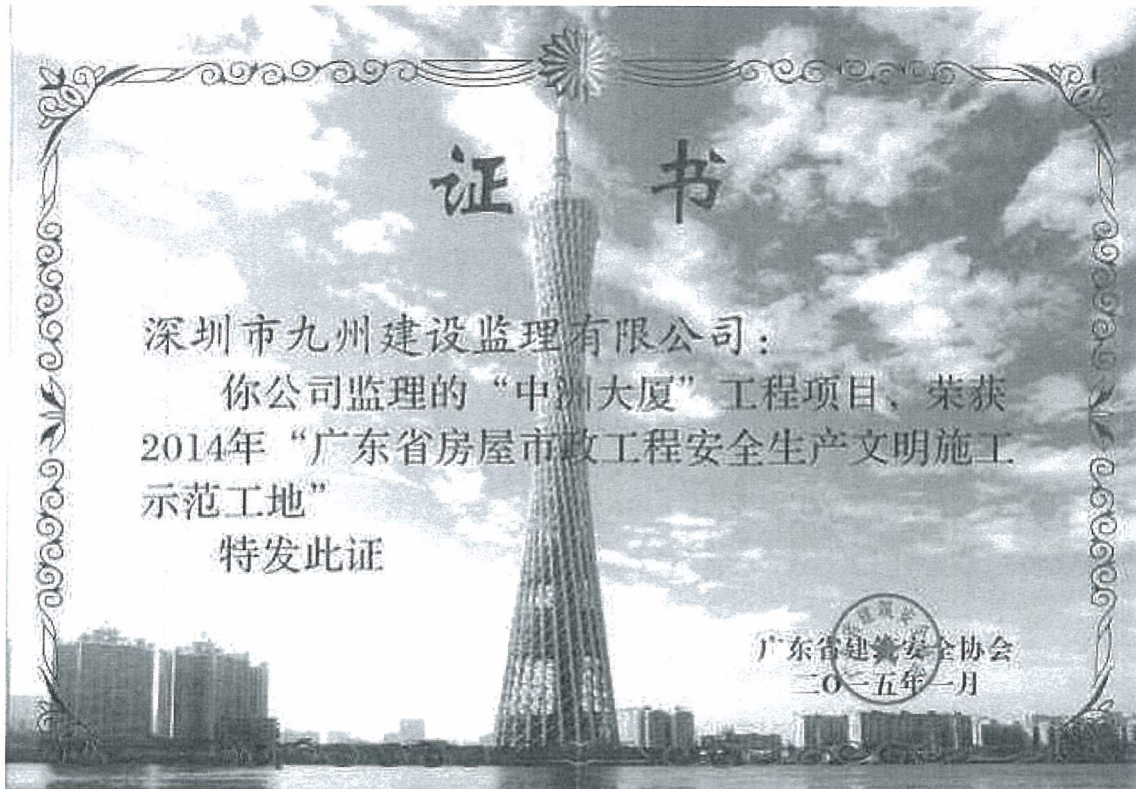 证 书
深圳市九州建设监理有限公司：
你公司监理的“中洲大厦”工程项目、荣获
2014年“广东省房屋市政工程安全生产文明施工
示范工地”
特发此证
广东省建筑安全协会
二〇一五年一月